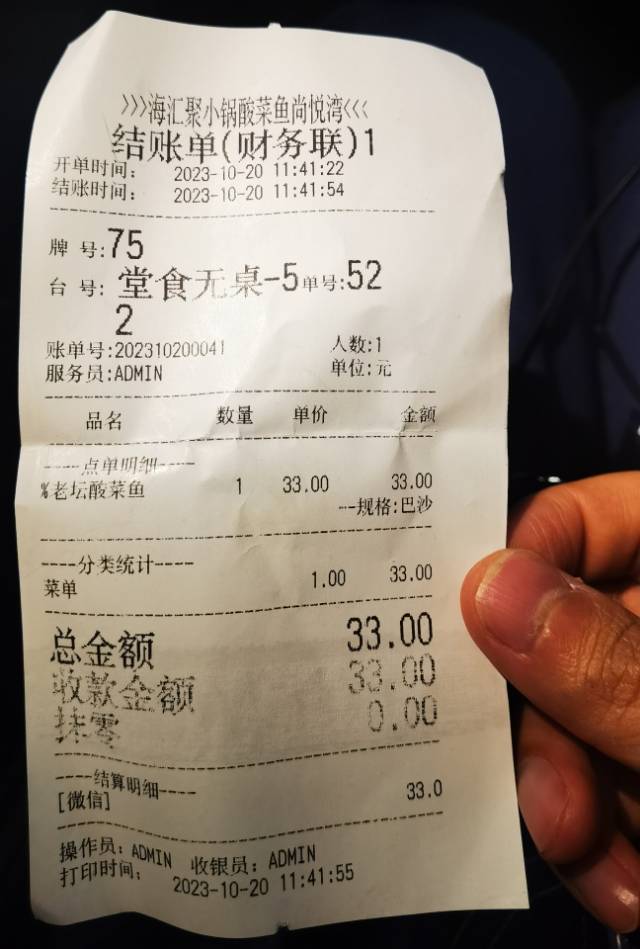 >>>海汇聚小锅酸菜鱼尚悦湾<<<
结账单(财务联)1
开单时间: 2023-10-20 11:41:22
结账时间: 2023-10-20 11:41:54
牌 号:75
台 号: 堂食无桌-5单号:52
2
账单号:202310200041 人数:1
服务员:ADMIN 单位:元
品名 数量 单价 金额
----点单明细----
%老坛酸菜鱼 1 33.00 33.00
--规格:巴沙
----分类统计----
菜单 1.00 33.00
总金额 33.00
收款金额 33.00
抹零 0.00
----结算明细----
[微信] 33.0
操作员: ADMIN 收银员: ADMIN
打印时间: 2023-10-20 11:41:55